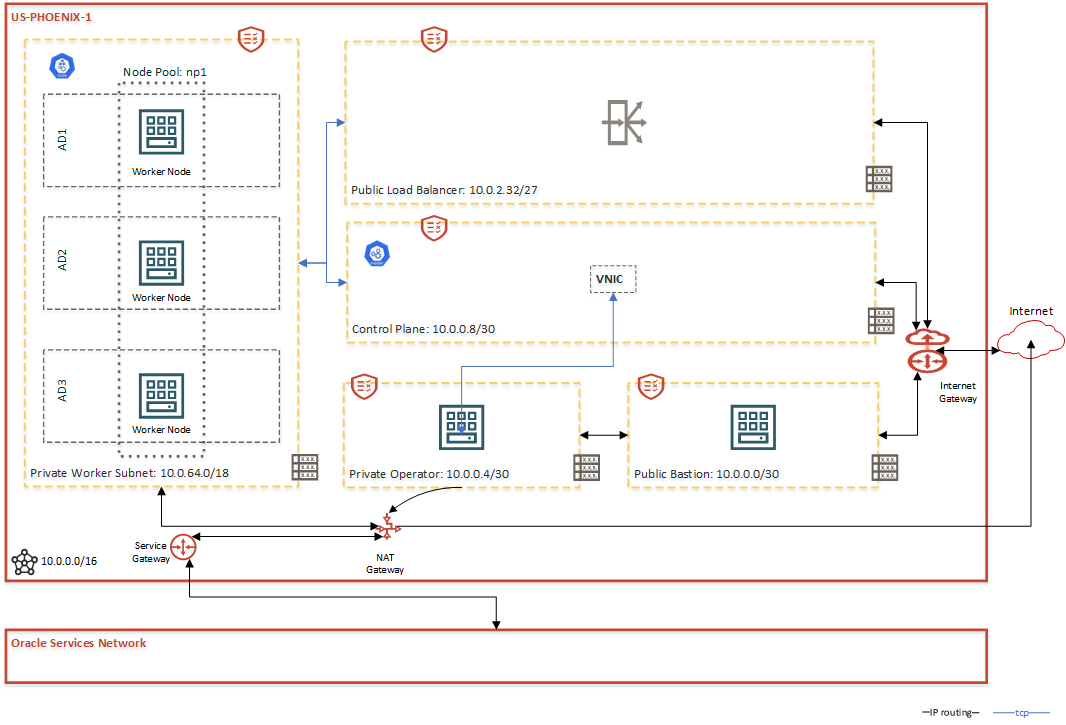 US-PHOENIX-1
Node Pool: np1
AD1
Worker Node
AD2
Worker Node
AD3
Worker Node
Private Worker Subnet: 10.0.64.0/18
Public Load Balancer: 10.0.2.32/27
VNIC
Control Plane: 10.0.0.8/30
Private Operator: 10.0.0.4/30
Public Bastion: 10.0.0.0/30
Internet
Internet
Gateway
Service
Gateway
NAT
Gateway
10.0.0.0/16
Oracle Services Network
IP routing
tcp